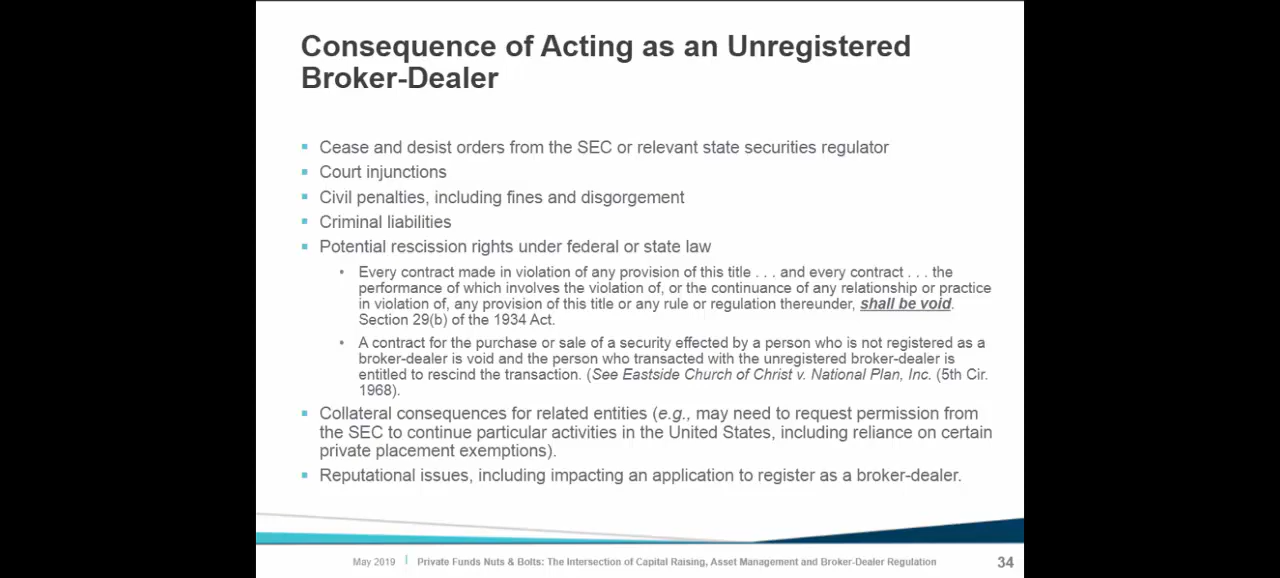 Consequence of Acting as an Unregistered
Broker-Dealer
Cease and desist orders from the SEC or relevant state securities regulator
Court injunctions
Civil penalties, including fines and disgorgement
Criminal liabilities
Potential rescission rights under federal or state law
Every contract made in violation of any provision of this title . . . and every contract . . . the
performance of which involves the violation of, or the continuance of any relationship or practice
in violation of, any provision of this title or any rule or regulation thereunder, shall be void.
Section 29(b) of the 1934 Act.
A contract for the purchase or sale of a security effected by a person who is not registered as a
broker-dealer is void and the person who transacted with the unregistered broker-dealer is
entitled to rescind the transaction. (See Eastside Church of Christ v. National Plan, Inc. (5th Cir.
1968).
Collateral consequences for related entities (e.g., may need to request permission from
the SEC to continue particular activities in the United States, including reliance on certain
private placement exemptions).
Reputational issues, including impacting an application to register as a broker-dealer.
May 2019 | Private Funds Nuts & Bolts: The Intersection of Capital Raising, Asset Management and Broker-Dealer Regulation 34